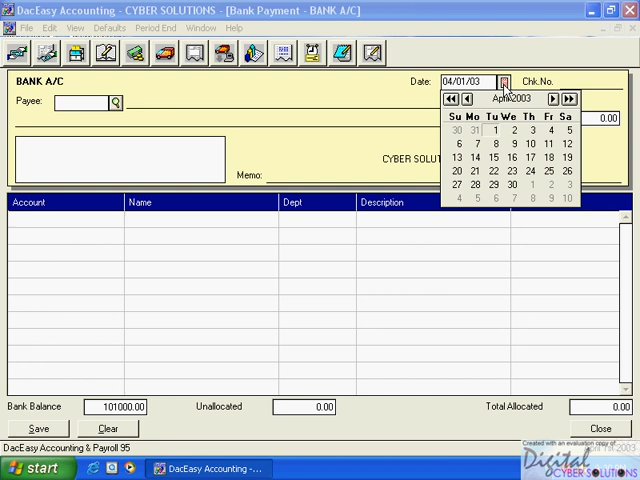 DacEasy Accounting - CYBER SOLUTIONS - [Bank Payment - BANK A/C]
File Edit View Defaults Period End Window Help
BANK A/C
Date: 04/01/03 Chk.No.
Payee:
April 2003
0.00
Su Mo Tu We Th Fr Sa
30 31 1 2 3 4 5
6 7 8 9 10 11 12
13 14 15 16 17 18 19
20 21 22 23 24 25 26
27 28 29 30 1 2 3
4 5 6 7 8 9 10
CYBER SOLUT
Memo:
Account Name Dept Description
Bank Balance 101000.00 Unallocated 0.00 Total Allocated 0.00
Save Clear Close
DacEasy Accounting & Payroll 95
Created with an evaluation copy of
Digital
CYBER SOLUTIONS
start DacEasy Accounting -...